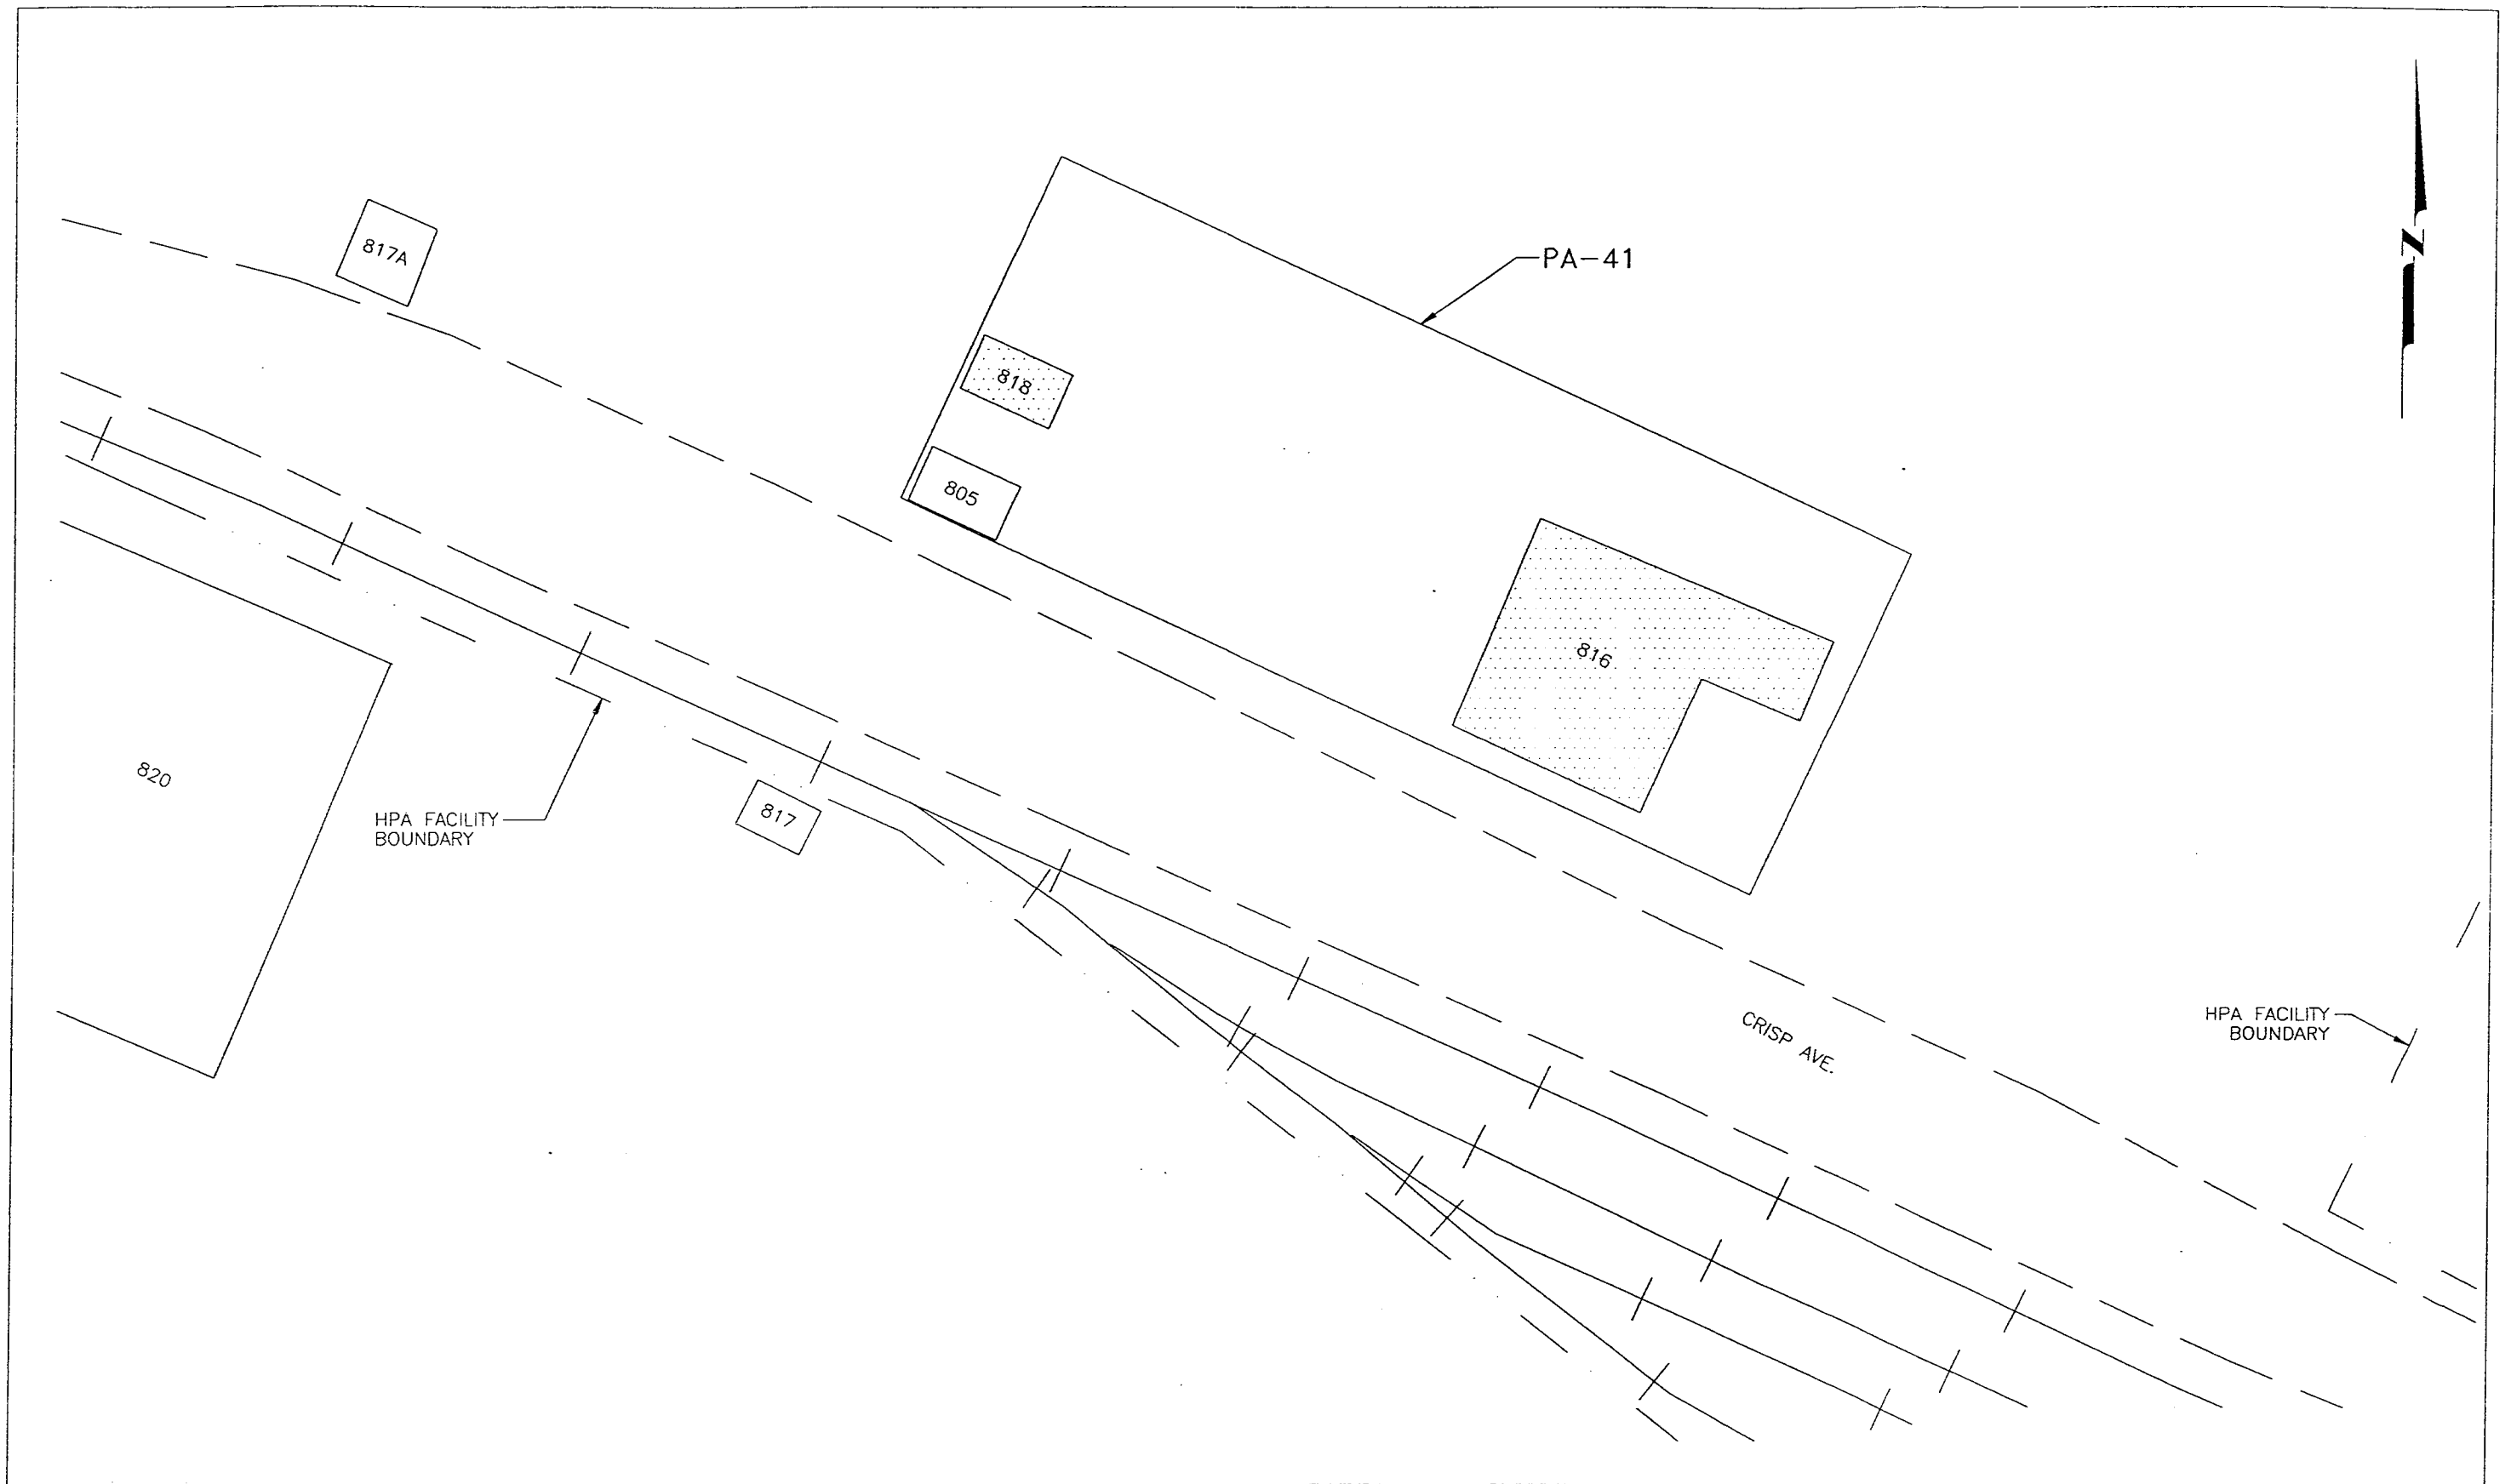 817A
PA-41
N
818
805
816
820
HPA FACILITY
BOUNDARY
817
CRISP AVE.
HPA FACILITY
BOUNDARY